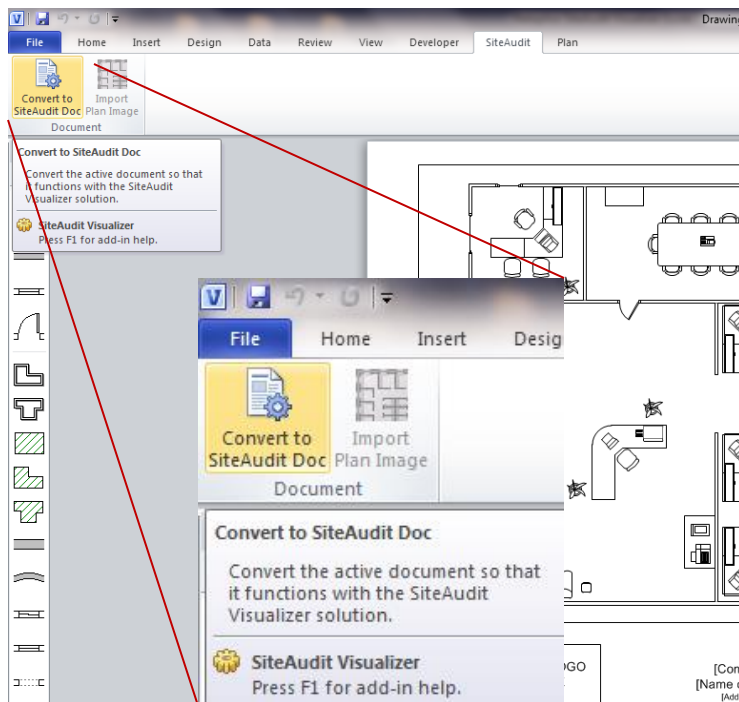 Drawing
File Home Insert Design Data Review View Developer SiteAudit Plan
Convert to
SiteAudit Doc
Import
Plan Image
Document
Convert to SiteAudit Doc
Convert the active document so that
it functions with the SiteAudit
Visualizer solution.
SiteAudit Visualizer
Press F1 for add-in help.
File Home Insert Desig
Convert to
SiteAudit Doc
Import
Plan Image
Document
Convert to SiteAudit Doc
Convert the active document so that
it functions with the SiteAudit
Visualizer solution.
SiteAudit Visualizer
Press F1 for add-in help.
OGO
[Com
[Name o
[Add